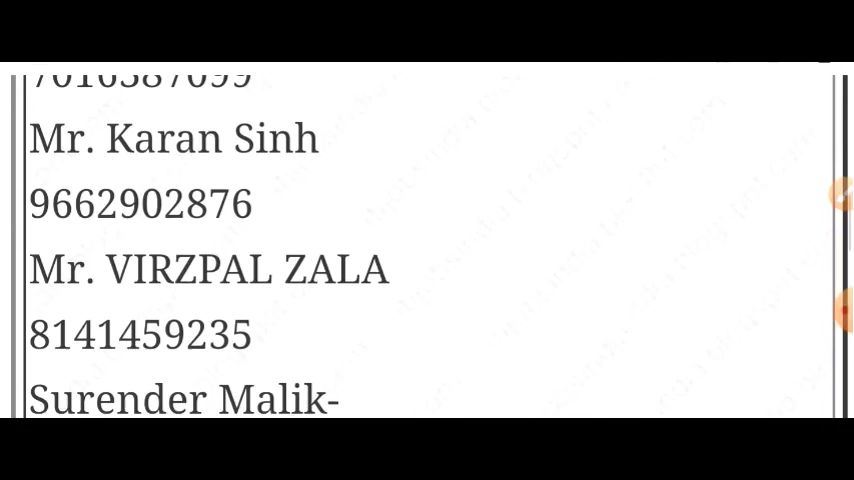 Mr. Karan Sinh
9662902876
Mr. VIRZPAL ZALA
8141459235
Surender Malik-